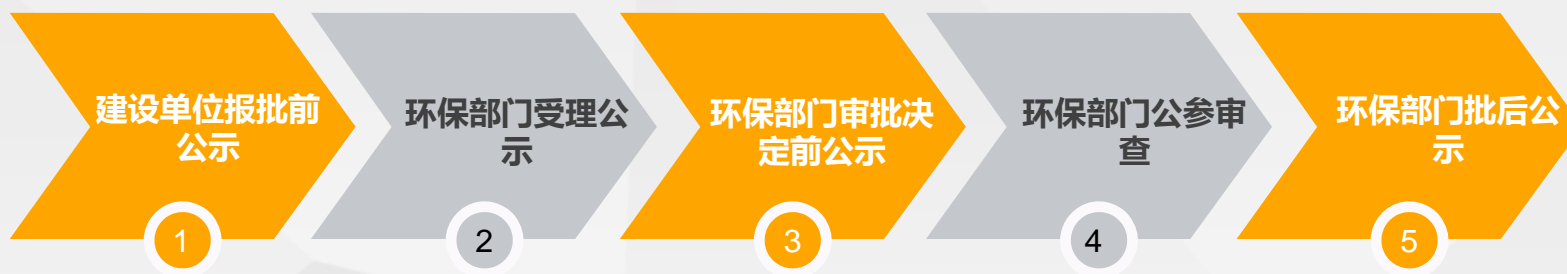 建设单位报批前
公示
1
环保部门受理公
示
2
环保部门审批决
定前公示
3
环保部门公参审
查
4
环保部门批后公
示
5